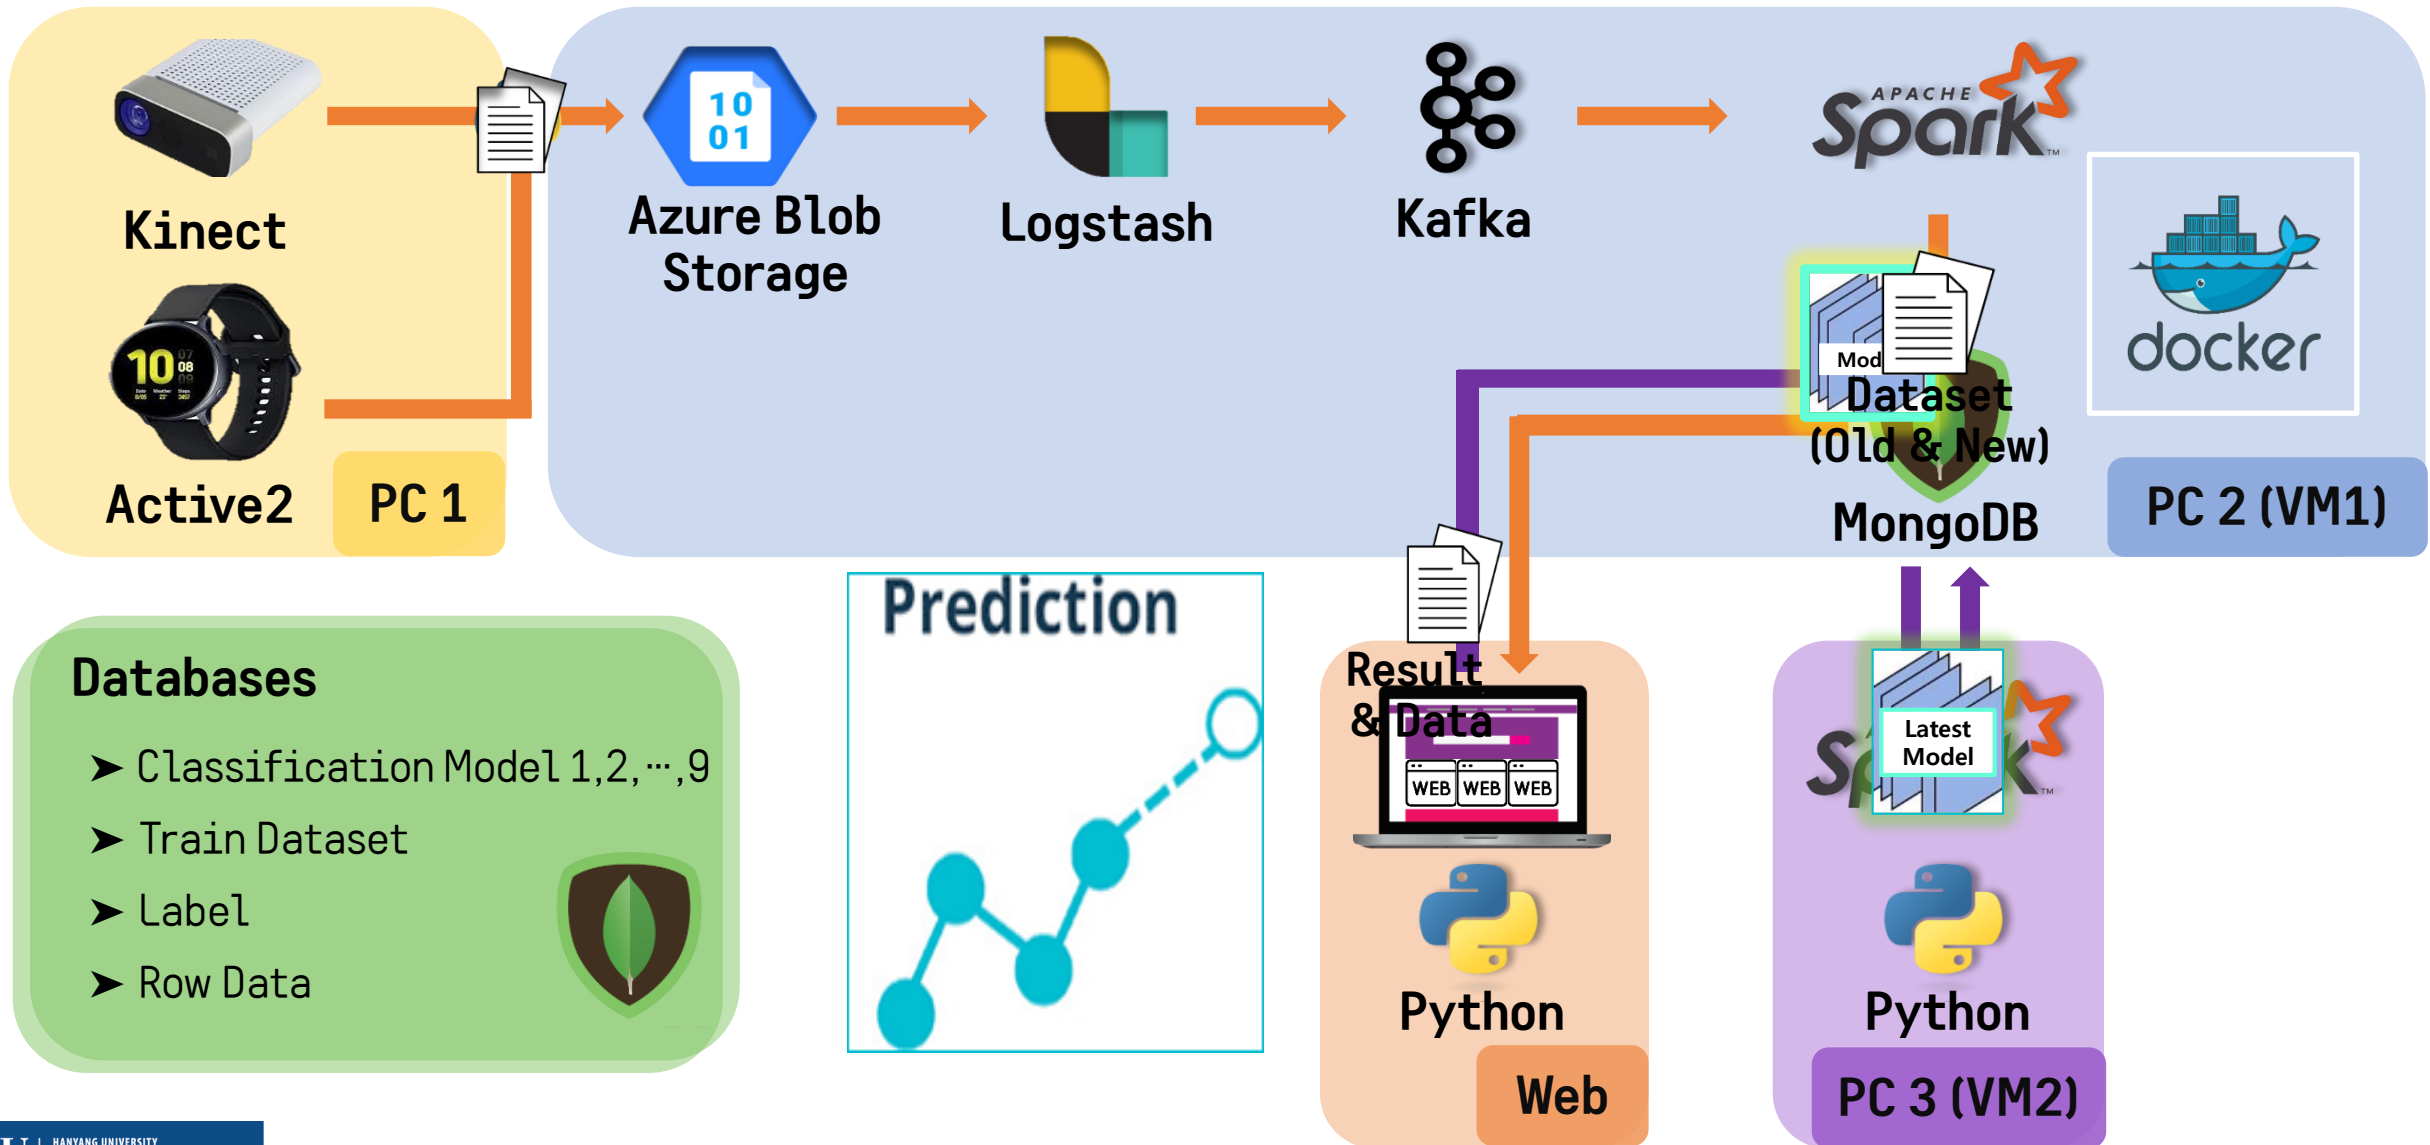 Kinect
Active2
PC 1
10
01
Azure Blob
Storage
Logstash
Kafka
APACHE
Spark
TM
docker
Dataset
(Old & New)
MongoDB
PC 2 (VM1)
Databases
➤ Classification Model 1,2,…,9
➤ Train Dataset
➤ Label
➤ Row Data
Prediction
Result
& Data
WEB WEB WEB
Python
Web
Latest
Model
TM
Python
PC 3 (VM2)
HANYANG UNIVERSITY